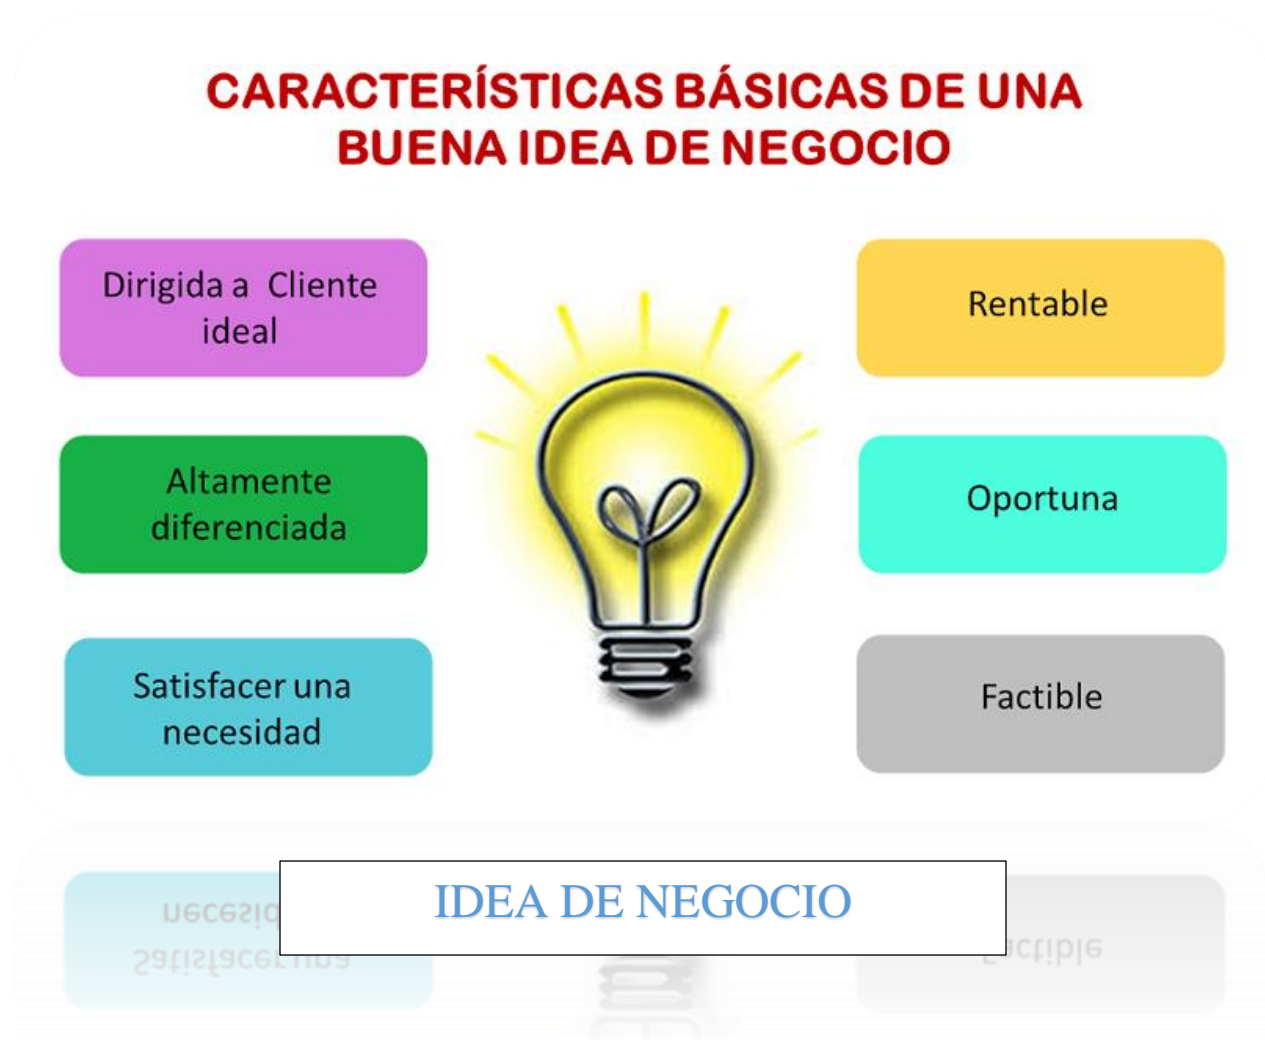 CARACTERÍSTICAS BÁSICAS DE UNA
BUENA IDEA DE NEGOCIO
Dirigida a Cliente
ideal
Altamente
diferenciada
Satisfacer una
necesidad
Rentable
Oportuna
Factible
IDEA DE NEGOCIO